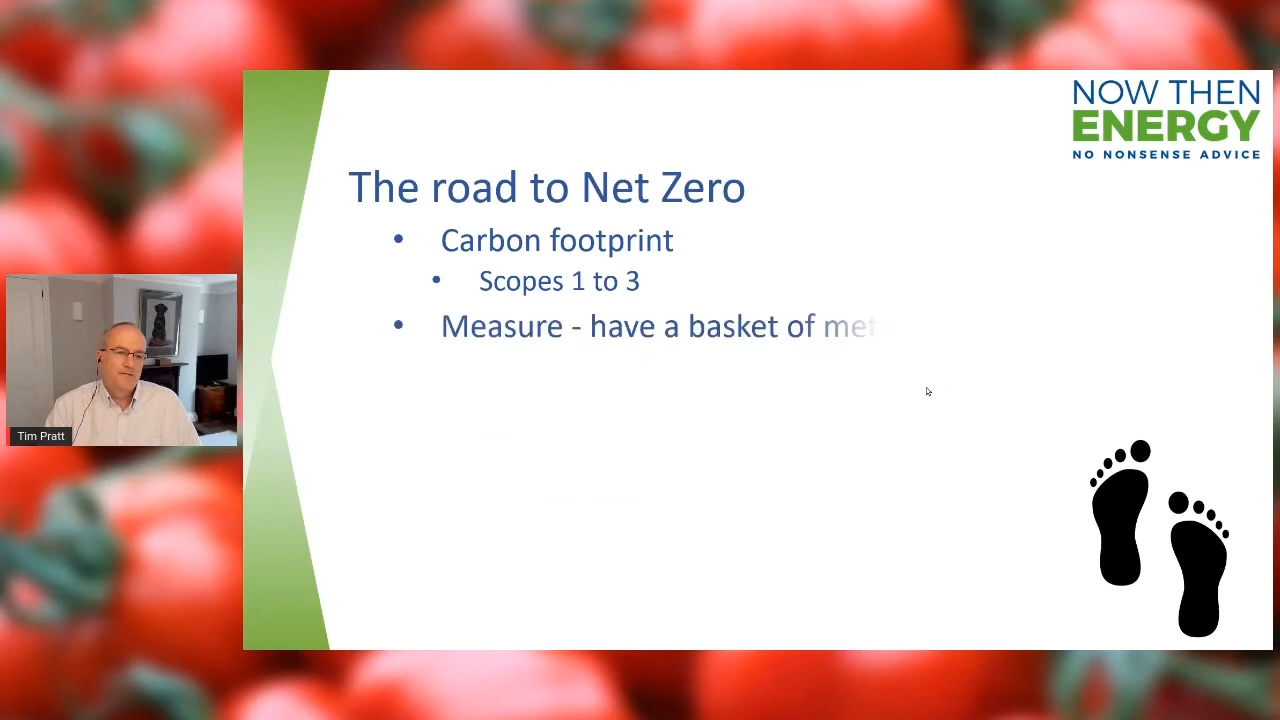 NOW THEN
ENERGY
NO NONSENSE ADVICE
The road to Net Zero
• Carbon footprint
• Scopes 1 to 3
• Measure - have a basket of
Tim Pratt